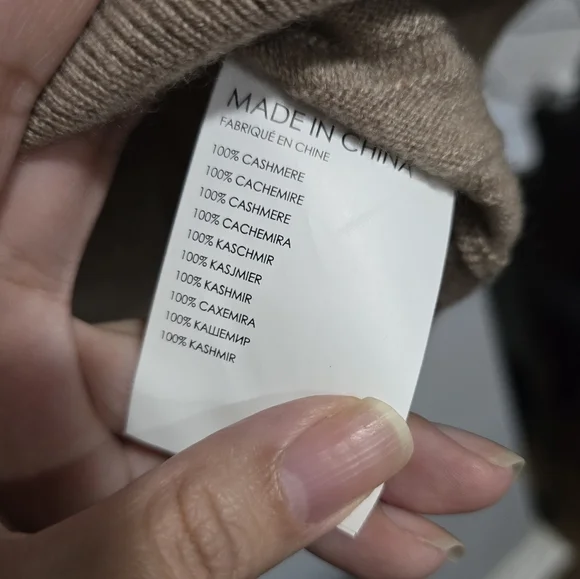 MADE IN CHINA
FABRIQUÉ EN CHINE
100% CASHMERE
100% CACHEMIRE
100% CASHMERE
100% CACHEMIRA
100% KASCHMIR
100% KASJMIER
100% KASHMIR
100% CAXEMIRA
100% КАШЕМИР
100% KASHMIR